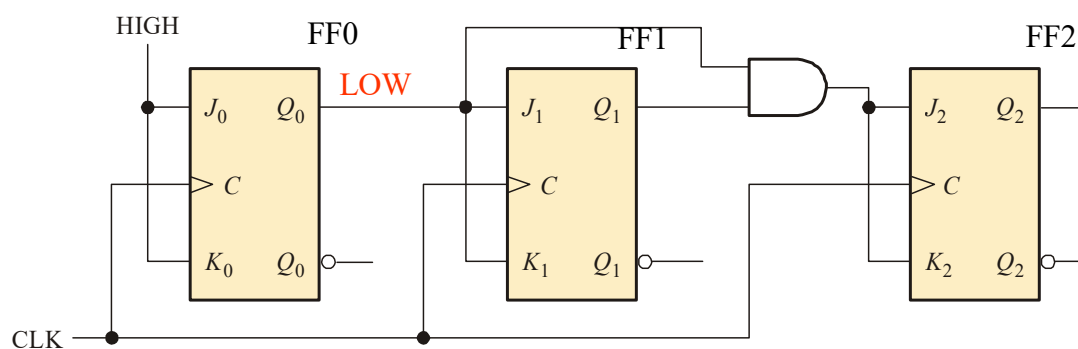 HIGH
FF0
FF1
FF2
LOW
J0 Q0
J1 Q1
J2 Q2
C
C
C
K0 Q0
K1 Q1
K2 Q2
CLK